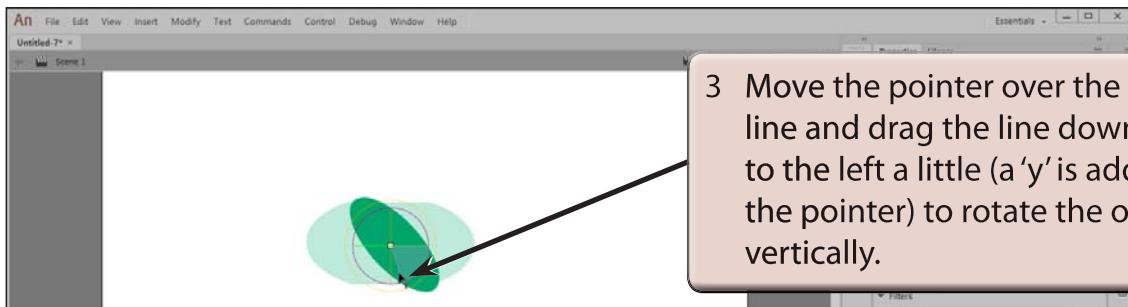 An File Edit View Insert Modify Text Commands Control Debug Window Help Essentials
Untitled-7* ×
Scene 1
Properties Library
3 Move the pointer over the
line and drag the line down
to the left a little (a ‘y’ is add
the pointer) to rotate the o
vertically.
Filters